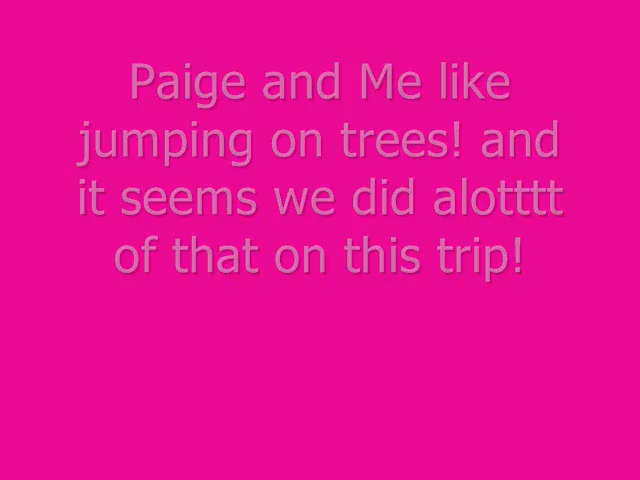 Paige and Me like
jumping on trees! and
it seems we did alotttt
of that on this trip!